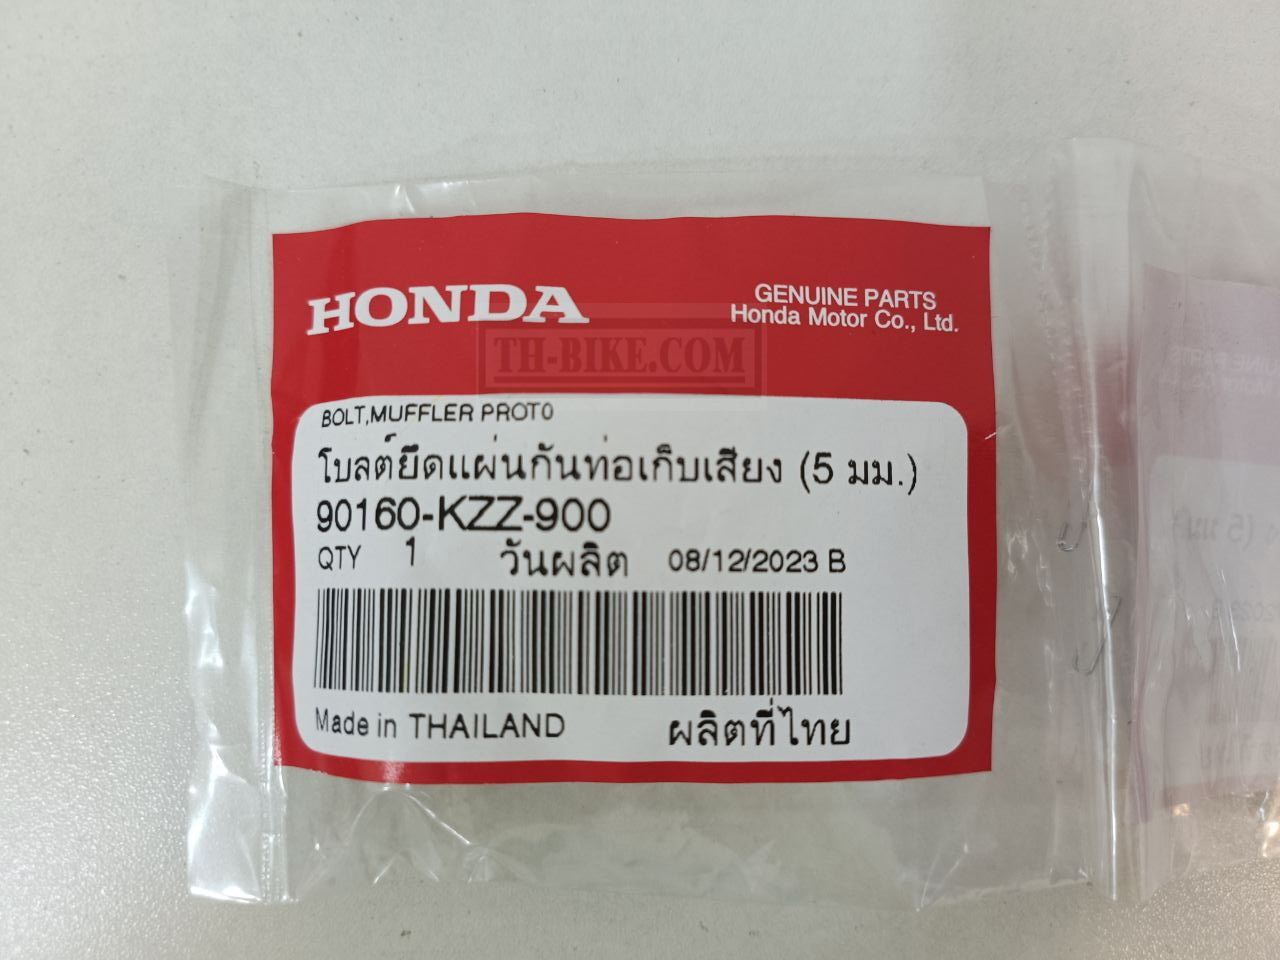 HONDA
GENUINE PARTS
Honda Motor Co., Ltd.
TH-BIKE.COM
BOLT,MUFFLER PROTO
โบลต์ยึดแผ่นกันท่อเก็บเสียง (5 มม.)
90160-KZZ-900
QTY 1 วันผลิต 08/12/2023 B
Made in THAILAND ผลิตที่ไทย